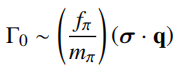 Γ₀ ∼ (f_π / m_π) (𝝈 · 𝐪)